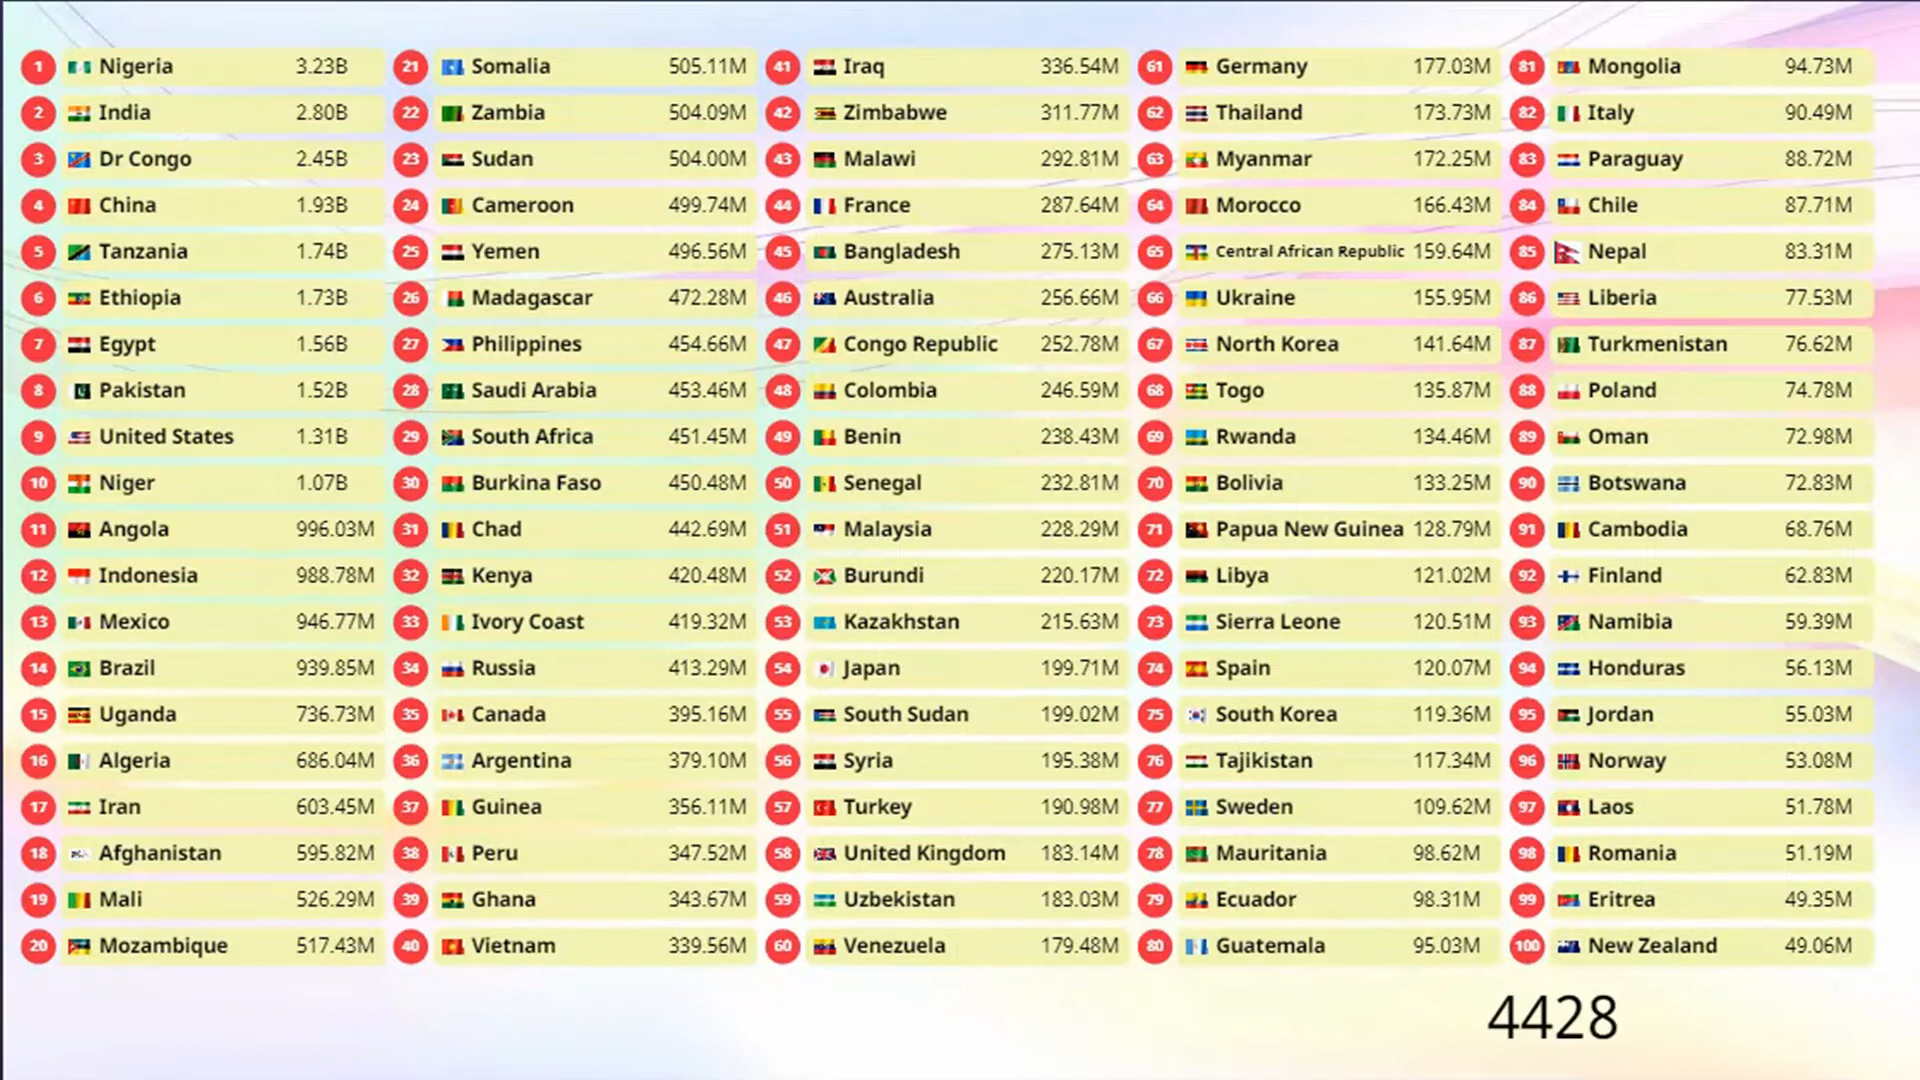 1 Nigeria 3.23B
2 India 2.80B
3 Dr Congo 2.45B
4 China 1.93B
5 Tanzania 1.74B
6 Ethiopia 1.73B
7 Egypt 1.56B
8 Pakistan 1.52B
9 United States 1.31B
10 Niger 1.07B
11 Angola 996.03M
12 Indonesia 988.78M
13 Mexico 946.77M
14 Brazil 939.85M
15 Uganda 736.73M
16 Algeria 686.04M
17 Iran 603.45M
18 Afghanistan 595.82M
19 Mali 526.29M
20 Mozambique 517.43M
21 Somalia 505.11M
22 Zambia 504.09M
23 Sudan 504.00M
24 Cameroon 499.74M
25 Yemen 496.56M
26 Madagascar 472.28M
27 Philippines 454.66M
28 Saudi Arabia 453.46M
29 South Africa 451.45M
30 Burkina Faso 450.48M
31 Chad 442.69M
32 Kenya 420.48M
33 Ivory Coast 419.32M
34 Russia 413.29M
35 Canada 395.16M
36 Argentina 379.10M
37 Guinea 356.11M
38 Peru 347.52M
39 Ghana 343.67M
40 Vietnam 339.56M
41 Iraq 336.54M
42 Zimbabwe 311.77M
43 Malawi 292.81M
44 France 287.64M
45 Bangladesh 275.13M
46 Australia 256.66M
47 Congo Republic 252.78M
48 Colombia 246.59M
49 Benin 238.43M
50 Senegal 232.81M
51 Malaysia 228.29M
52 Burundi 220.17M
53 Kazakhstan 215.63M
54 Japan 199.71M
55 South Sudan 199.02M
56 Syria 195.38M
57 Turkey 190.98M
58 United Kingdom 183.14M
59 Uzbekistan 183.03M
60 Venezuela 179.48M
61 Germany 177.03M
62 Thailand 173.73M
63 Myanmar 172.25M
64 Morocco 166.43M
65 Central African Republic 159.64M
66 Ukraine 155.95M
67 North Korea 141.64M
68 Togo 135.87M
69 Rwanda 134.46M
70 Bolivia 133.25M
71 Papua New Guinea 128.79M
72 Libya 121.02M
73 Sierra Leone 120.51M
74 Spain 120.07M
75 South Korea 119.36M
76 Tajikistan 117.34M
77 Sweden 109.62M
78 Mauritania 98.62M
79 Ecuador 98.31M
80 Guatemala 95.03M
81 Mongolia 94.73M
82 Italy 90.49M
83 Paraguay 88.72M
84 Chile 87.71M
85 Nepal 83.31M
86 Liberia 77.53M
87 Turkmenistan 76.62M
88 Poland 74.78M
89 Oman 72.98M
90 Botswana 72.83M
91 Cambodia 68.76M
92 Finland 62.83M
93 Namibia 59.39M
94 Honduras 56.13M
95 Jordan 55.03M
96 Norway 53.08M
97 Laos 51.78M
98 Romania 51.19M
99 Eritrea 49.35M
100 New Zealand 49.06M
4428